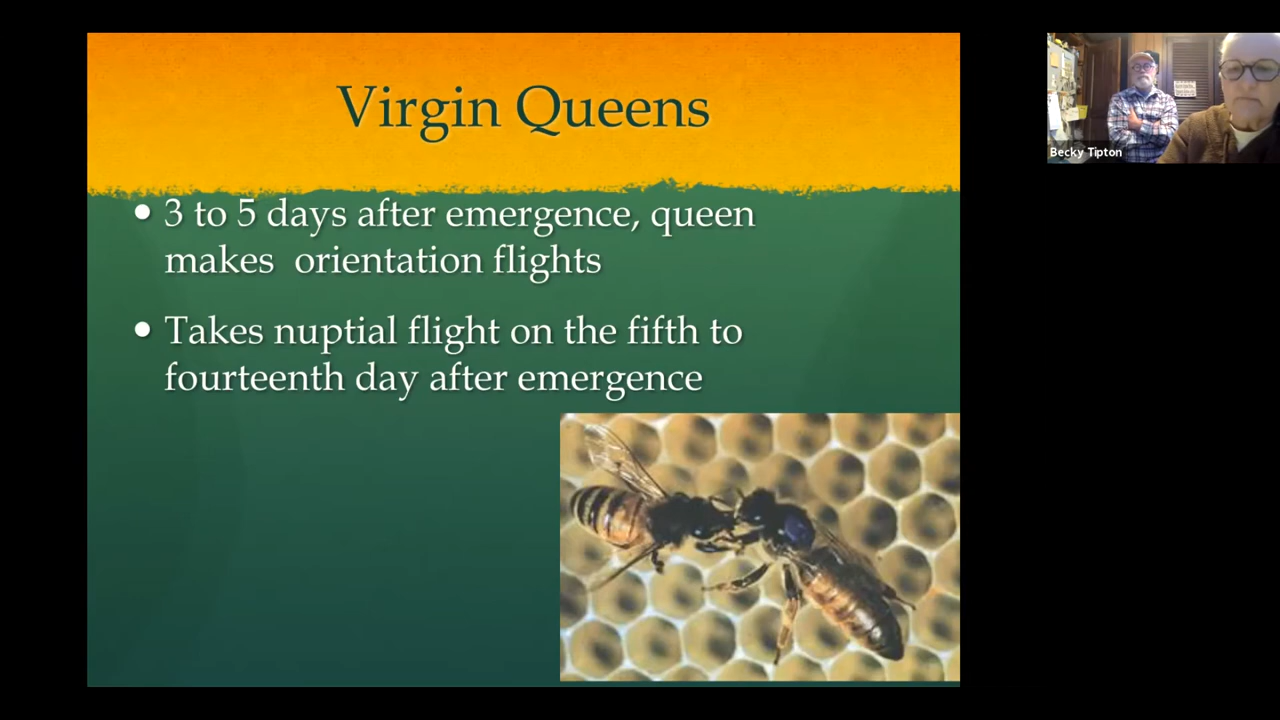 Virgin Queens
• 3 to 5 days after emergence, queen
makes  orientation flights
• Takes nuptial flight on the fifth to
fourteenth day after emergence
Becky Tipton